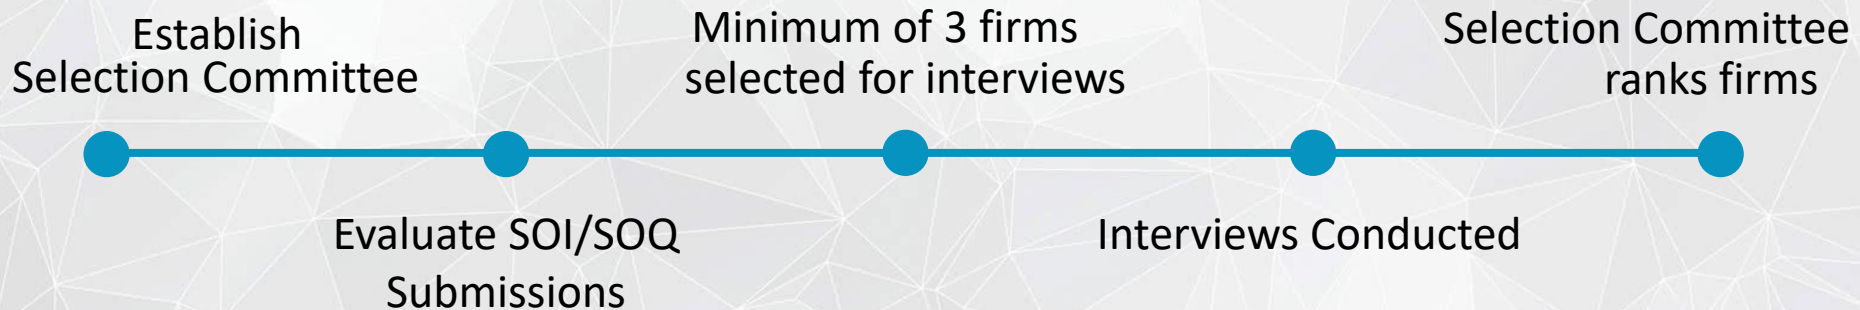 Establish
Selection Committee
Evaluate SOI/SOQ
Submissions
Minimum of 3 firms
selected for interviews
Interviews Conducted
Selection Committee
ranks firms